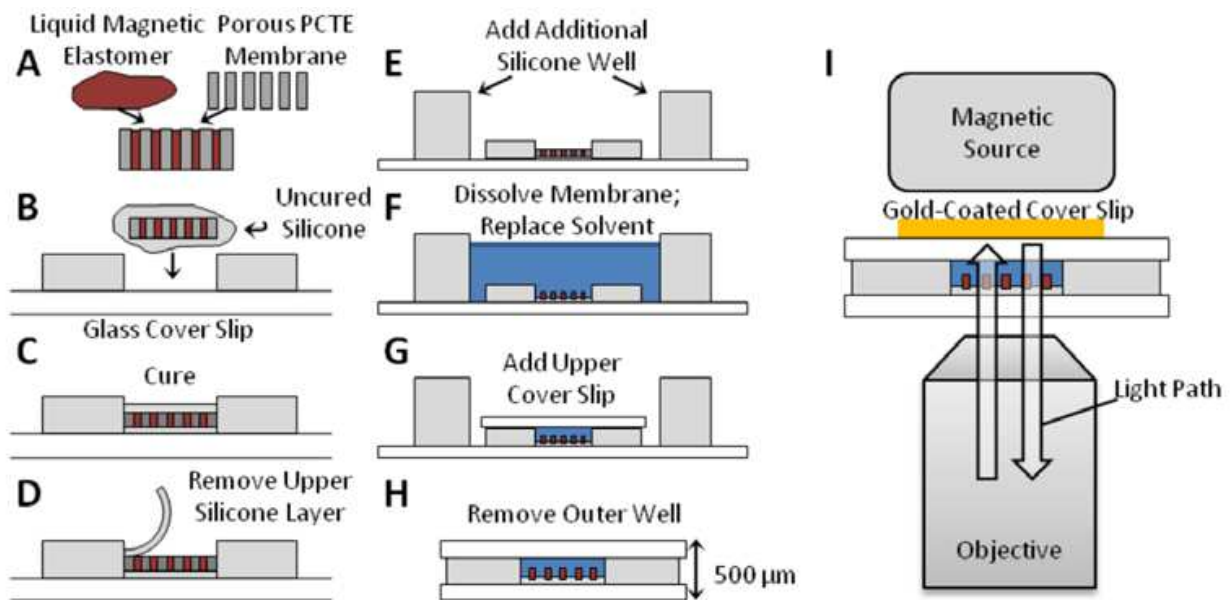 A
Liquid Magnetic
Elastomer
Porous PCTE
Membrane
B
Uncured
Silicone
Glass Cover Slip
C
Cure
D
Remove Upper
Silicone Layer
E
Add Additional
Silicone Well
F
Dissolve Membrane;
Replace Solvent
G
Add Upper
Cover Slip
H
Remove Outer Well
500 µm
I
Magnetic
Source
Gold-Coated Cover Slip
Light Path
Objective